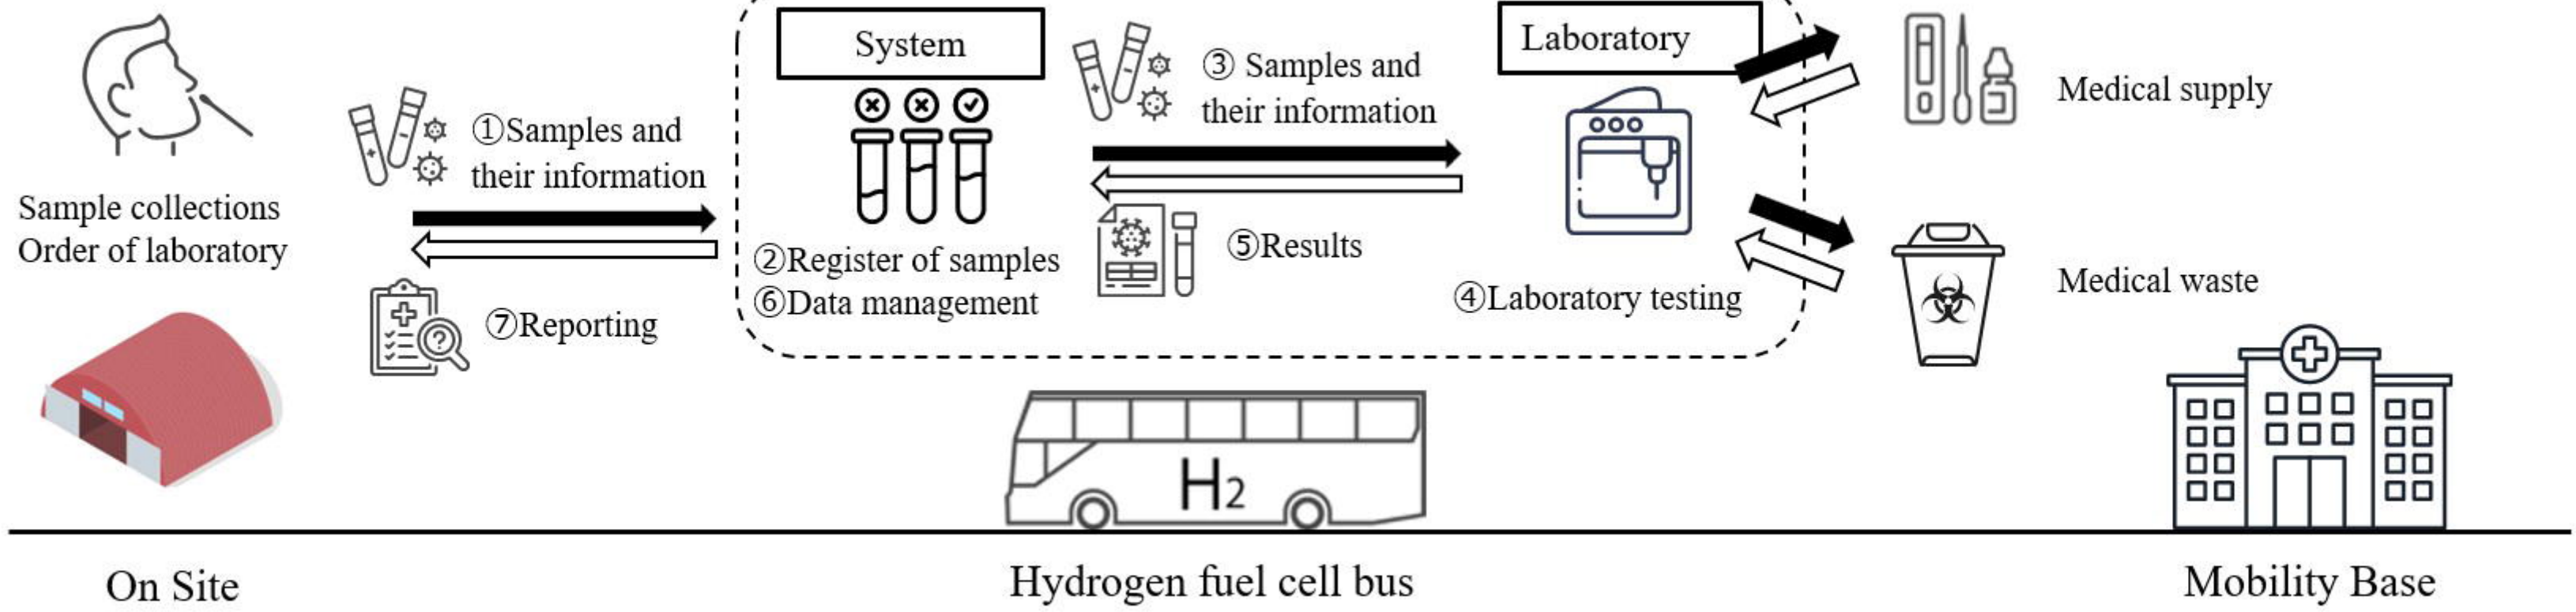 Sample collections
Order of laboratory
①Samples and
their information
⑦Reporting
System
②Register of samples
⑥Data management
③ Samples and
their information
⑤Results
Laboratory
④Laboratory testing
Medical supply
Medical waste
H2
On Site
Hydrogen fuel cell bus
Mobility Base